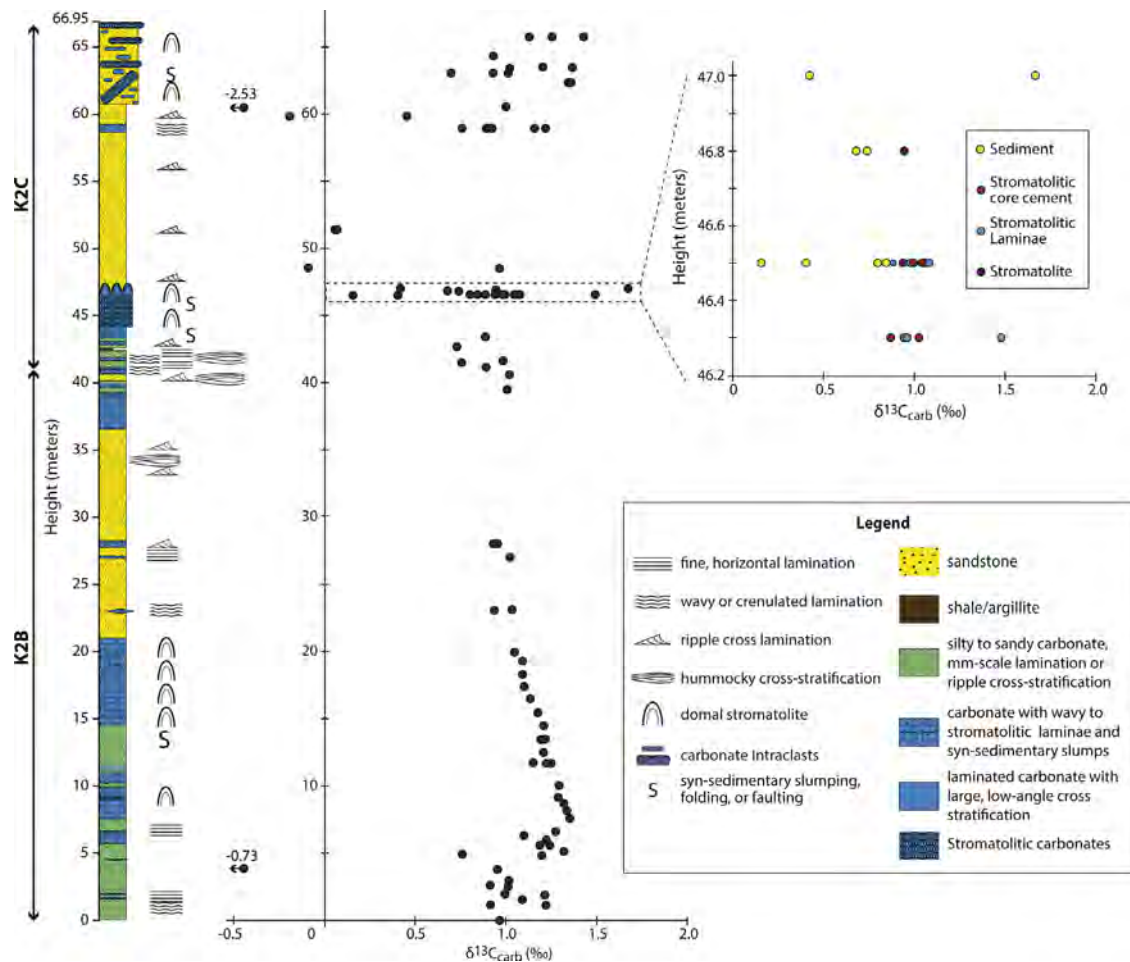 66.95
65
60
55
50
45
40
35
30
25
20
15
10
5
0
K2C
K2B
Height (meters)
S
S
S
S
-2.53
-0.73
60
50
40
30
20
10
0
-0.5
0
0.5
1.0
1.5
2.0
δ13Ccarb (‰)
47.0
46.8
46.6
46.4
46.2
Height (meters)
0
0.5
1.0
1.5
2.0
δ13Ccarb (‰)
Sediment
Stromatolitic
core cement
Stromatolitic
Laminae
Stromatolite
Legend
fine, horizontal lamination
wavy or crenulated lamination
ripple cross lamination
hummocky cross-stratification
domal stromatolite
carbonate Intraclasts
S
syn-sedimentary slumping,
folding, or faulting
sandstone
shale/argillite
silty to sandy carbonate,
mm-scale lamination or
ripple cross-stratification
carbonate with wavy to
stromatolitic laminae and
syn-sedimentary slumps
laminated carbonate with
large, low-angle cross
stratification
Stromatolitic carbonates